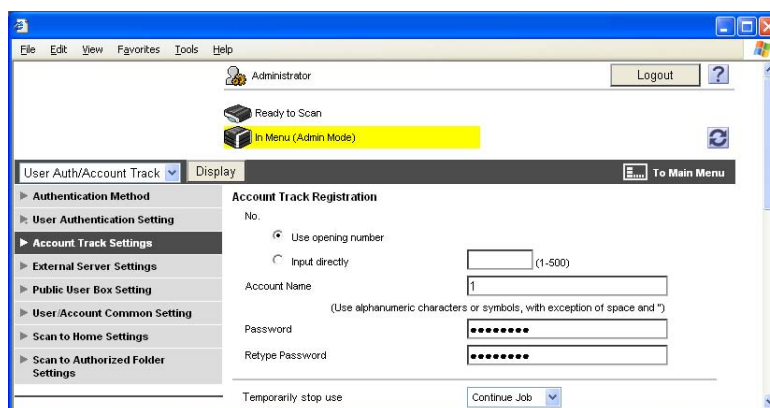 File Edit View Favorites Tools Help
Administrator
Logout
?
Ready to Scan
In Menu (Admin Mode)
User Auth/Account Track
Display
To Main Menu
Authentication Method
User Authentication Setting
Account Track Settings
External Server Settings
Public User Box Setting
User/Account Common Setting
Scan to Home Settings
Scan to Authorized Folder
Settings
Account Track Registration
No.
Use opening number
Input directly (1-500)
Account Name 1
(Use alphanumeric characters or symbols, with exception of space and ")
Password ●●●●●●●●
Retype Password ●●●●●●●●
Temporarily stop use Continue Job